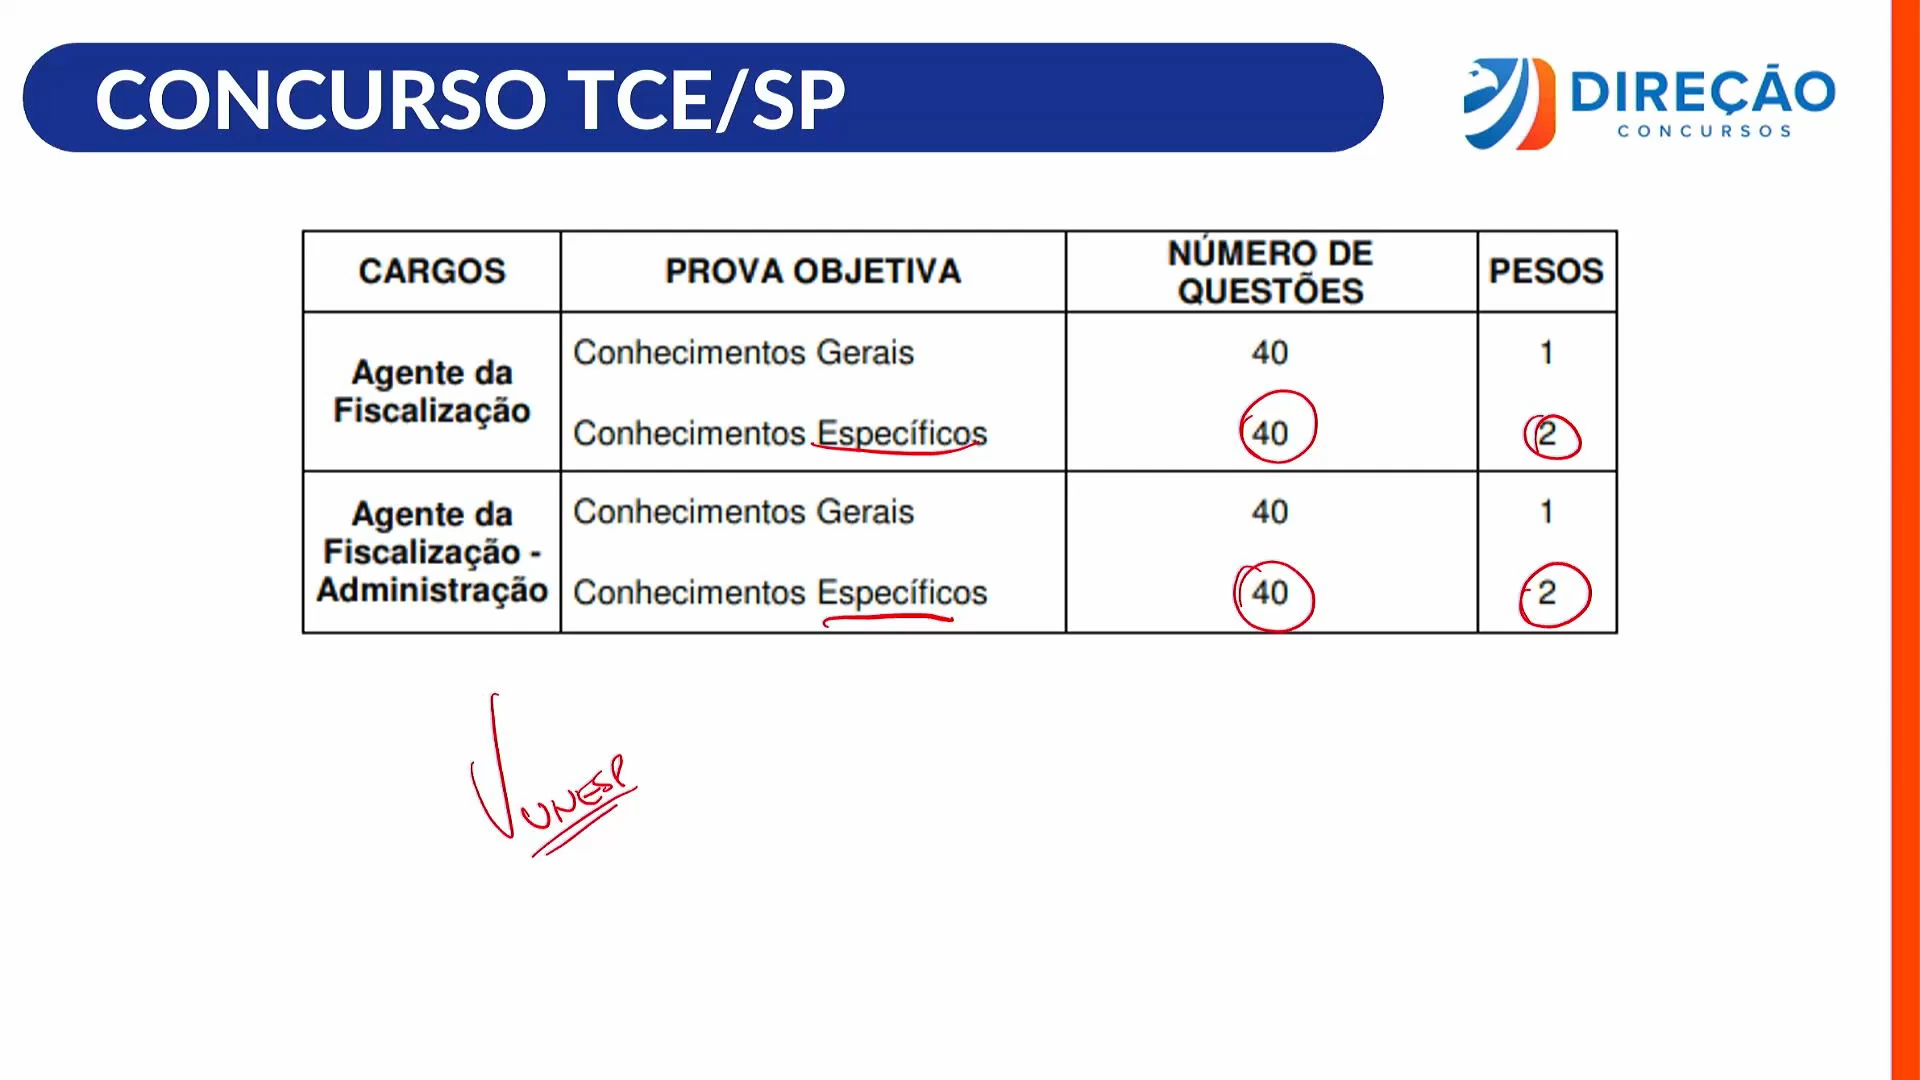 CONCURSO TCE/SP
DIREÇÃO
CONCURSOS
CARGOS PROVA OBJETIVA NÚMERO DE QUESTÕES PESOS
Agente da Fiscalização
Conhecimentos Gerais 40 1
Conhecimentos Específicos 40 2
Agente da Fiscalização - Administração
Conhecimentos Gerais 40 1
Conhecimentos Específicos 40 2
VUNESP